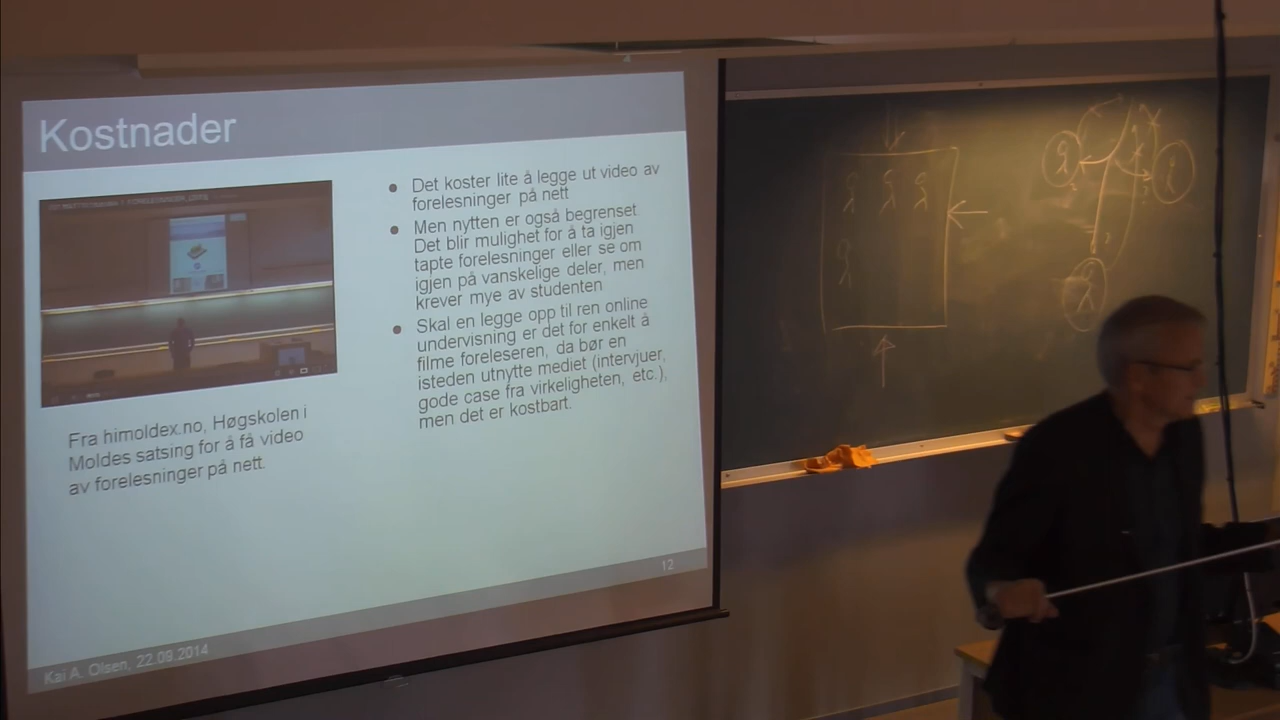 Kostnader
Det koster lite å legge ut video av
forelesninger på nett
Men nytten er også begrenset.
Det blir mulighet for å ta igjen
tapte forelesninger eller se om
igjen på vanskelige deler, men
krever mye av studenten
Skal en legge opp til ren online
undervisning er det for enkelt å
filme foreleseren, da bør en
isteden utnytte mediet (intervjuer,
gode case fra virkeligheten, etc.),
men det er kostbart.
Fra himoldex.no, Høgskolen i
Moldes satsing for å få video
av forelesninger på nett.
12
Kai A. Olsen, 22.09.2014